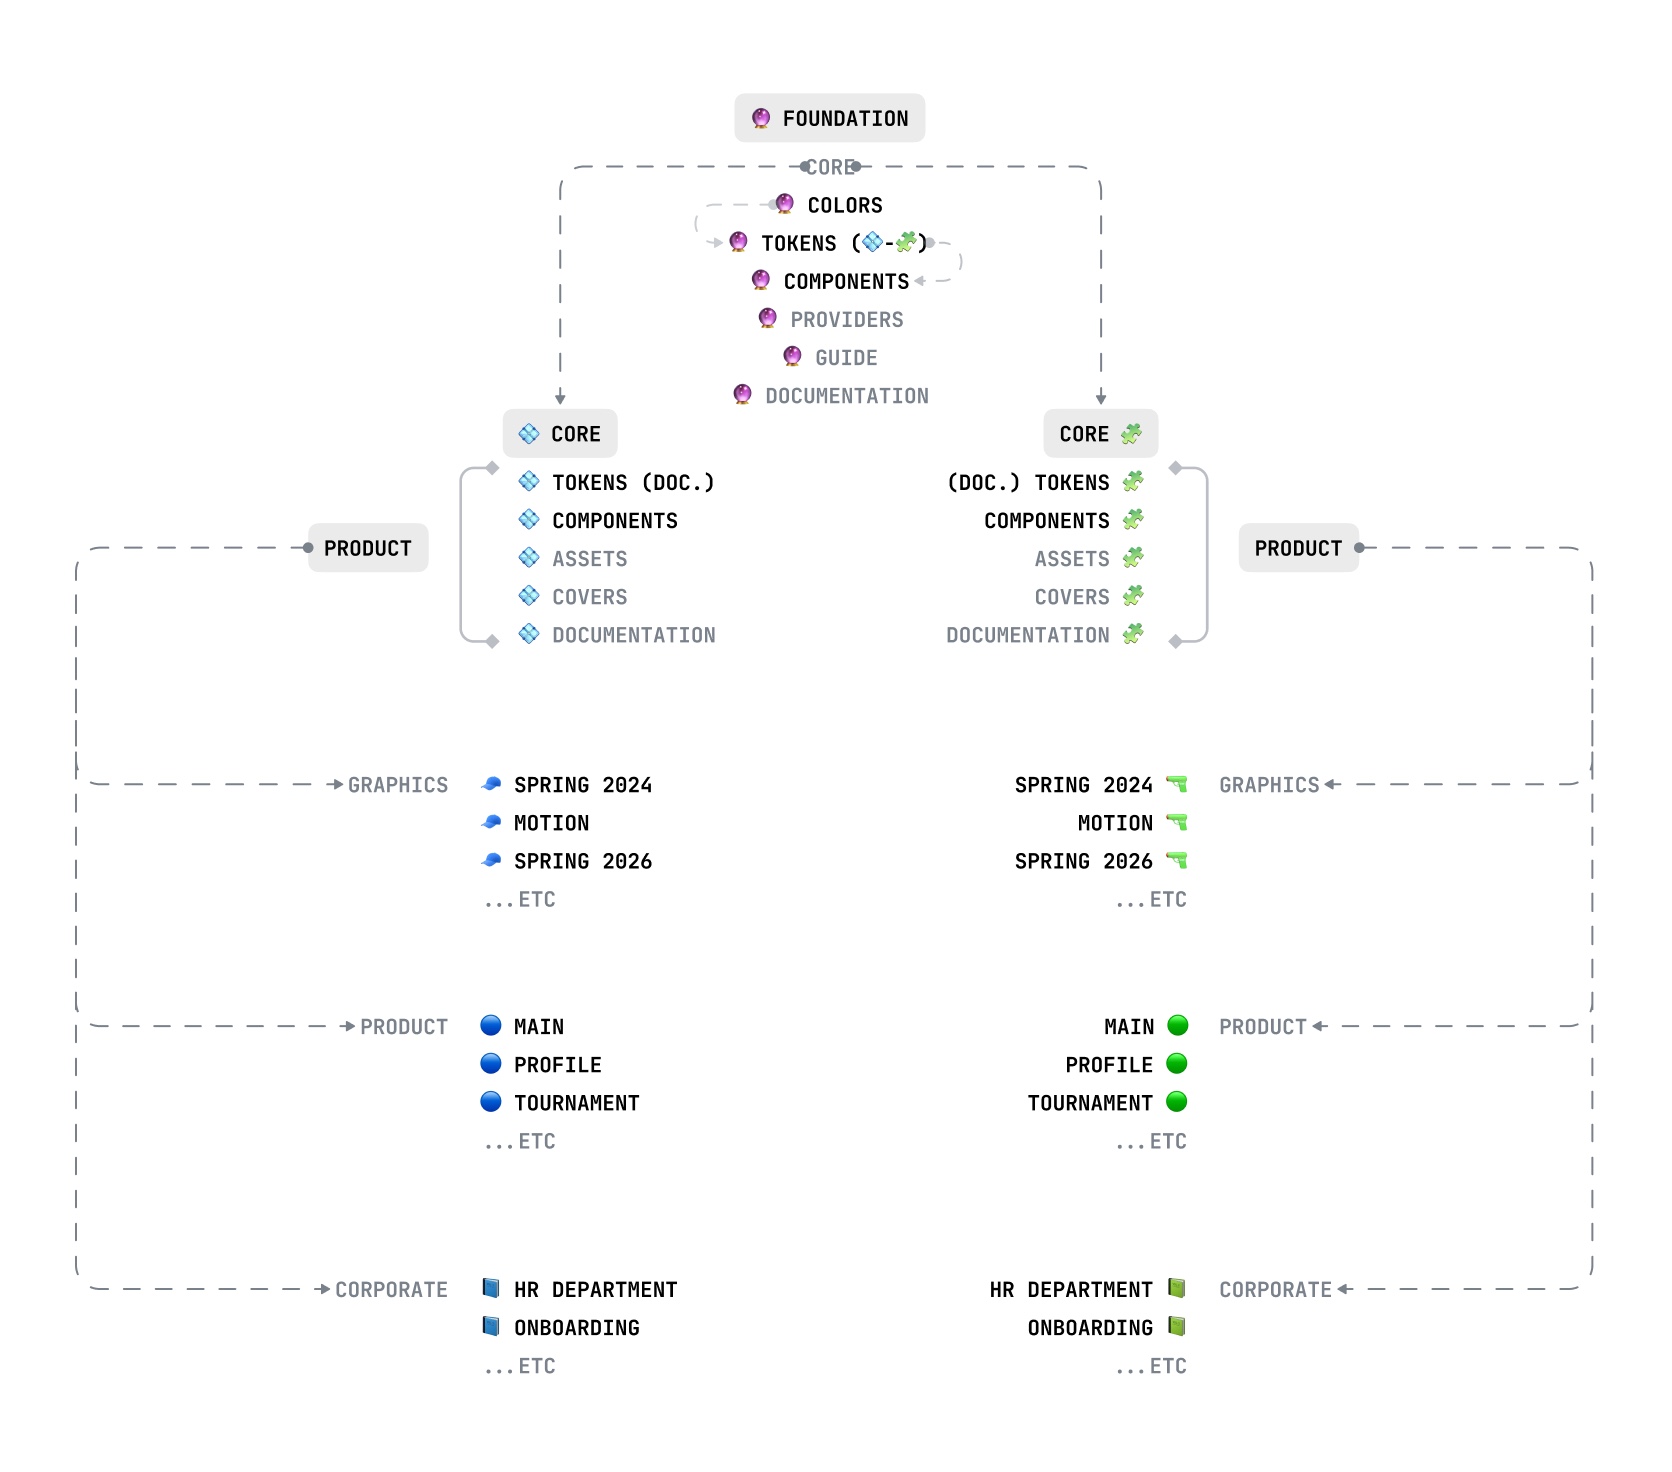 FOUNDATION
CORE
COLORS
TOKENS (💠-🧩)
COMPONENTS
PROVIDERS
GUIDE
DOCUMENTATION
CORE
TOKENS (DOC.)
COMPONENTS
ASSETS
COVERS
DOCUMENTATION
PRODUCT
CORE
(DOC.) TOKENS
COMPONENTS
ASSETS
COVERS
DOCUMENTATION
PRODUCT
GRAPHICS
SPRING 2024
MOTION
SPRING 2026
...ETC
SPRING 2024
MOTION
SPRING 2026
...ETC
GRAPHICS
PRODUCT
MAIN
PROFILE
TOURNAMENT
...ETC
MAIN
PROFILE
TOURNAMENT
...ETC
PRODUCT
CORPORATE
HR DEPARTMENT
ONBOARDING
...ETC
HR DEPARTMENT
ONBOARDING
...ETC
CORPORATE